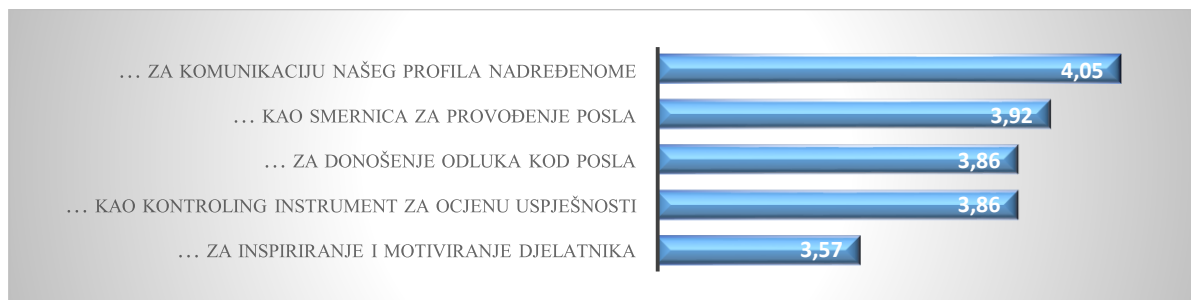 … ZA KOMUNIKACIJU NAŠEG PROFILA NADREĐENOME 4,05
… KAO SMERNICA ZA PROVOĐENJE POSLA 3,92
… ZA DONOŠENJE ODLUKA KOD POSLA 3,86
… KAO KONTROLING INSTRUMENT ZA OCJENU USPJEŠNOSTI 3,86
… ZA INSPIRIRANJE I MOTIVIRANJE DJELATNIKA 3,57